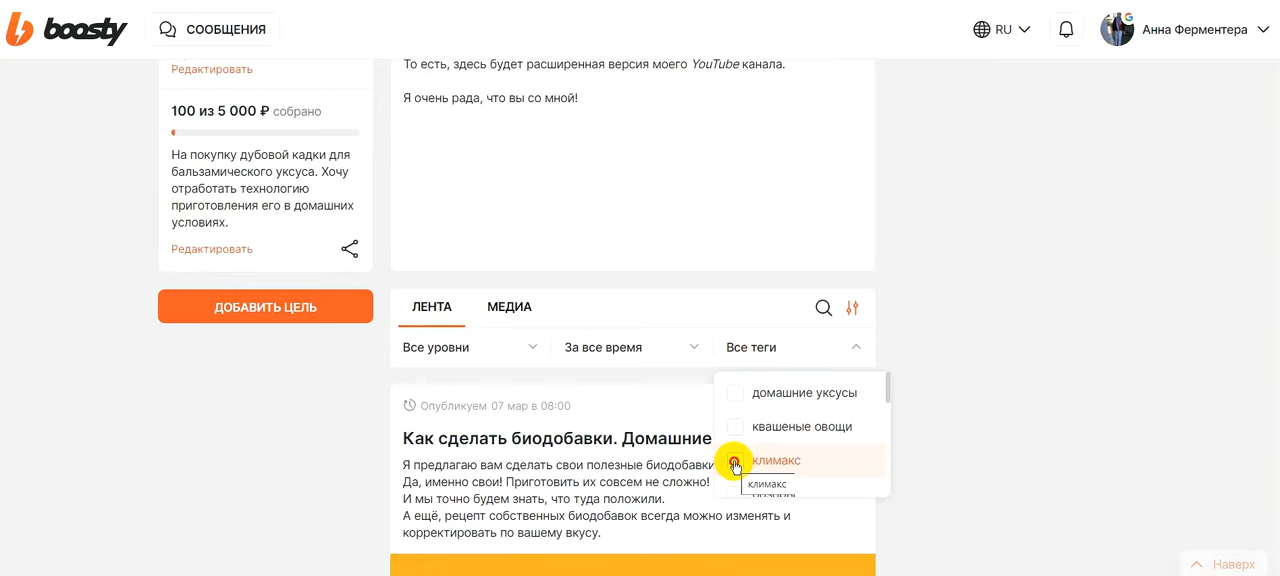 boosty
СООБЩЕНИЯ
RU
Анна Ферментера
Редактировать
100 из 5 000 ₽ собрано
На покупку дубовой кадки для
бальзамического уксуса. Хочу
отработать технологию
приготовления его в домашних
условиях.
Редактировать
ДОБАВИТЬ ЦЕЛЬ
То есть, здесь будет расширенная версия моего YouTube канала.
Я очень рада, что вы со мной!
ЛЕНТА
МЕДИА
Все уровни
За все время
Все теги
домашние уксусы
квашеные овощи
климакс
климакс
Опубликуем 07 мар в 08:00
Как сделать биодобавки. Домашние
Я предлагаю вам сделать свои полезные биодобавки
Да, именно свои! Приготовить их совсем не сложно!
И мы точно будем знать, что туда положили.
А ещё, рецепт собственных биодобавок всегда можно изменять и
корректировать по вашему вкусу.
Наверх